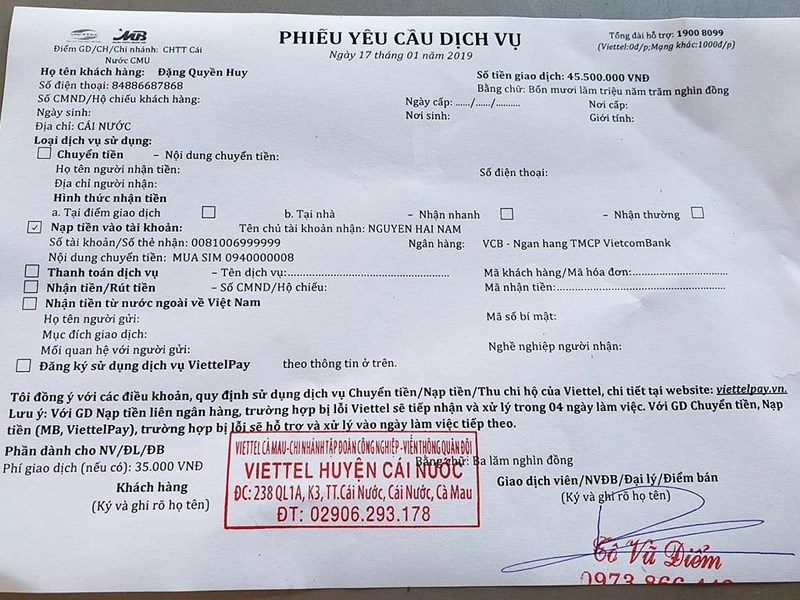 MB
PHIẾU YÊU CẦU DỊCH VỤ
Ngày 17 tháng 01 năm 2019
Tổng đài hỗ trợ: 1900 8099
(Viettel:0đ/p;Mạng khác:1000đ/p)
Điểm GD/CH/Chi nhánh: CHTT Cái
Nước CMU
Họ tên khách hàng: Đặng Quyền Huy
Số tiền giao dịch: 45.500.000 VNĐ
Số điện thoại: 84886687868
Bằng chữ: Bốn mươi lăm triệu năm trăm nghìn đồng
Số CMND/Hộ chiếu khách hàng:
Ngày cấp: ....../....../.......... Nơi cấp:
Ngày sinh:
Nơi sinh: Giới tính:
Địa chỉ: CÁI NƯỚC
Loại dịch vụ sử dụng:
Chuyển tiền – Nội dung chuyển tiền:
Họ tên người nhận tiền: Số điện thoại:
Địa chỉ người nhận:
Hình thức nhận tiền
a. Tại điểm giao dịch b. Tại nhà – Nhận nhanh – Nhận thường
Nạp tiền vào tài khoản: Tên chủ tài khoản nhận: NGUYEN HAI NAM
Số tài khoản/Số thẻ nhận: 0081006999999 Ngân hàng: VCB - Ngan hang TMCP VietcomBank
Nội dung chuyển tiền: MUA SIM 0940000008
Thanh toán dịch vụ – Tên dịch vụ:.......................................... Mã khách hàng/Mã hóa đơn:..............................
Nhận tiền/Rút tiền – Số CMND/Hộ chiếu: Mã nhận tiền:..................................................
Nhận tiền từ nước ngoài về Việt Nam
Họ tên người gửi: Mã số bí mật:
Mục đích giao dịch:
Mối quan hệ với người gửi: Nghề nghiệp người nhận:
Đăng ký sử dụng dịch vụ ViettelPay theo thông tin ở trên.
Tôi đồng ý với các điều khoản, quy định sử dụng dịch vụ Chuyển tiền/Nạp tiền/Thu chi hộ của Viettel, chi tiết tại website: viettelpay.vn.
Lưu ý: Với GD Nạp tiền liên ngân hàng, trường hợp bị lỗi Viettel sẽ tiếp nhận và xử lý trong 04 ngày làm việc. Với GD Chuyển tiền, Nạp
tiền (MB, ViettelPay), trường hợp bị lỗi sẽ hỗ trợ và xử lý vào ngày làm việc tiếp theo.
Phần dành cho NV/ĐL/ĐB
Phí giao dịch (nếu có): 35.000 VNĐ
Bằng chữ: Ba lăm nghìn đồng
VIETTEL CÀ MAU-CHI NHÁNH TẬP ĐOÀN CÔNG NGHIỆP -VIỄN THÔNG QUÂN ĐỘI
VIETTEL HUYỆN CÁI NƯỚC
ĐC: 238 QL1A, K3, TT.Cái Nước, Cái Nước, Cà Mau
ĐT: 02906.293.178
Khách hàng
(Ký và ghi rõ họ tên)
Giao dịch viên/NVĐB/Đại lý/Điểm bán
(Ký và ghi rõ họ tên)
Tô Vũ Điểm
0973.866